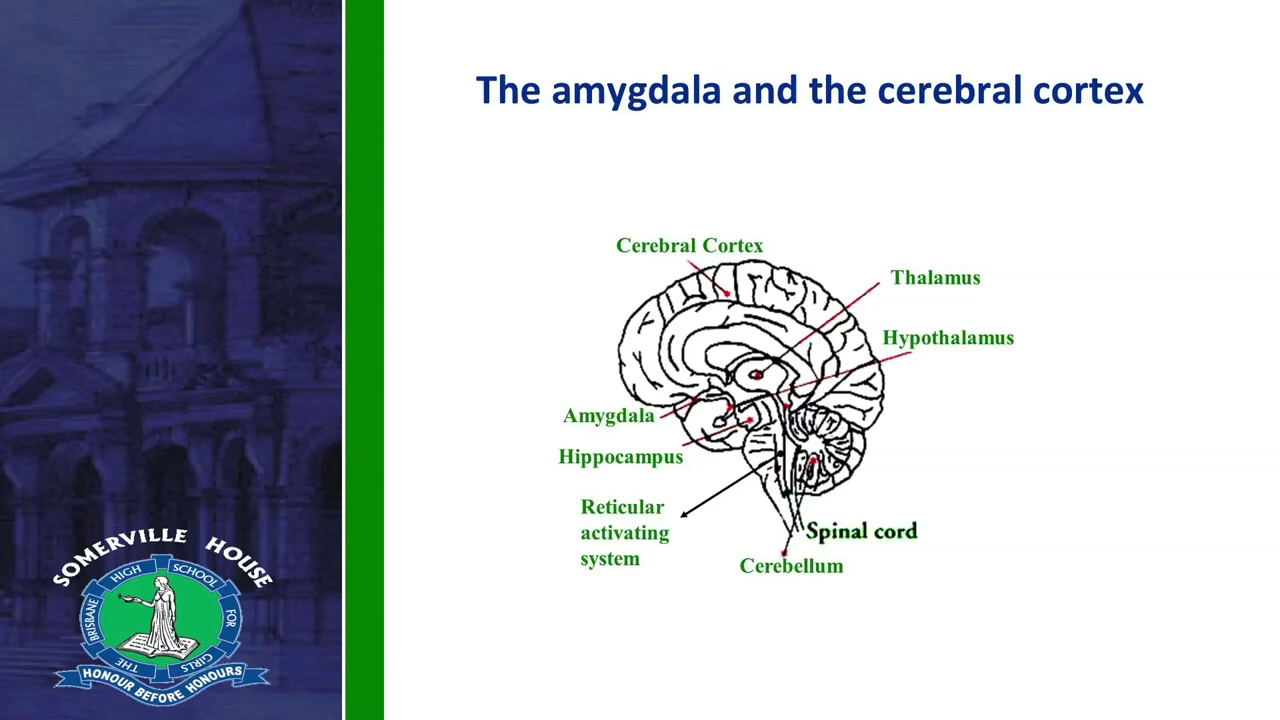 The amygdala and the cerebral cortex
Cerebral Cortex
Thalamus
Hypothalamus
Amygdala
Hippocampus
Reticular
activating
system
Spinal cord
Cerebellum
SOMERVILLE HOUSE
THE BRISBANE HIGH SCHOOL FOR GIRLS
HONOUR BEFORE HONOURS